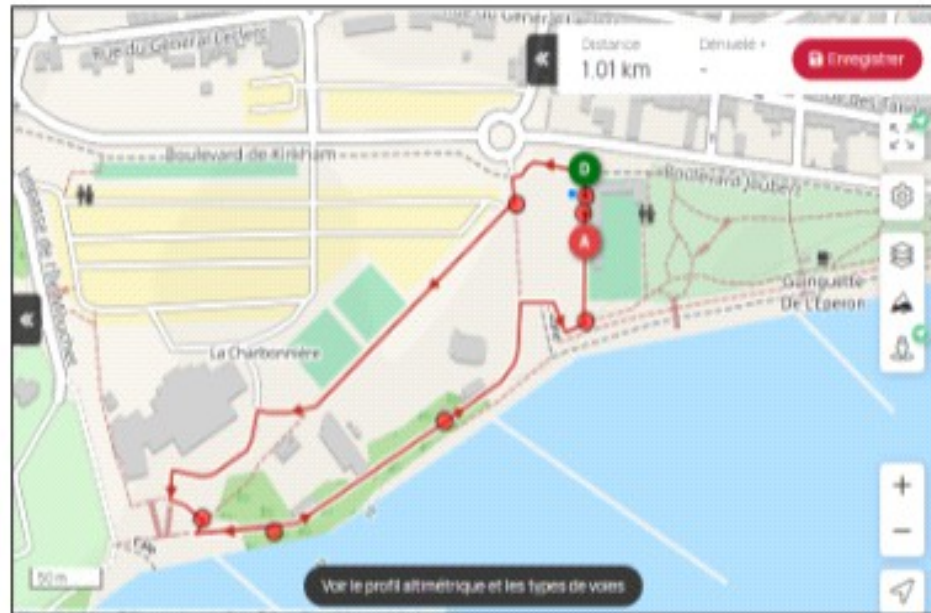 Rue du Général Leclerc
Distance
Dénivelé +
1.01 km
-
Enregistrer
Boulevard de Kirkham
D
Boulevard Joubert
A
Guinguette
De L'Éperon
La Charbonnière
50 m
Voir le profil altimétrique et les types de voies
+
−